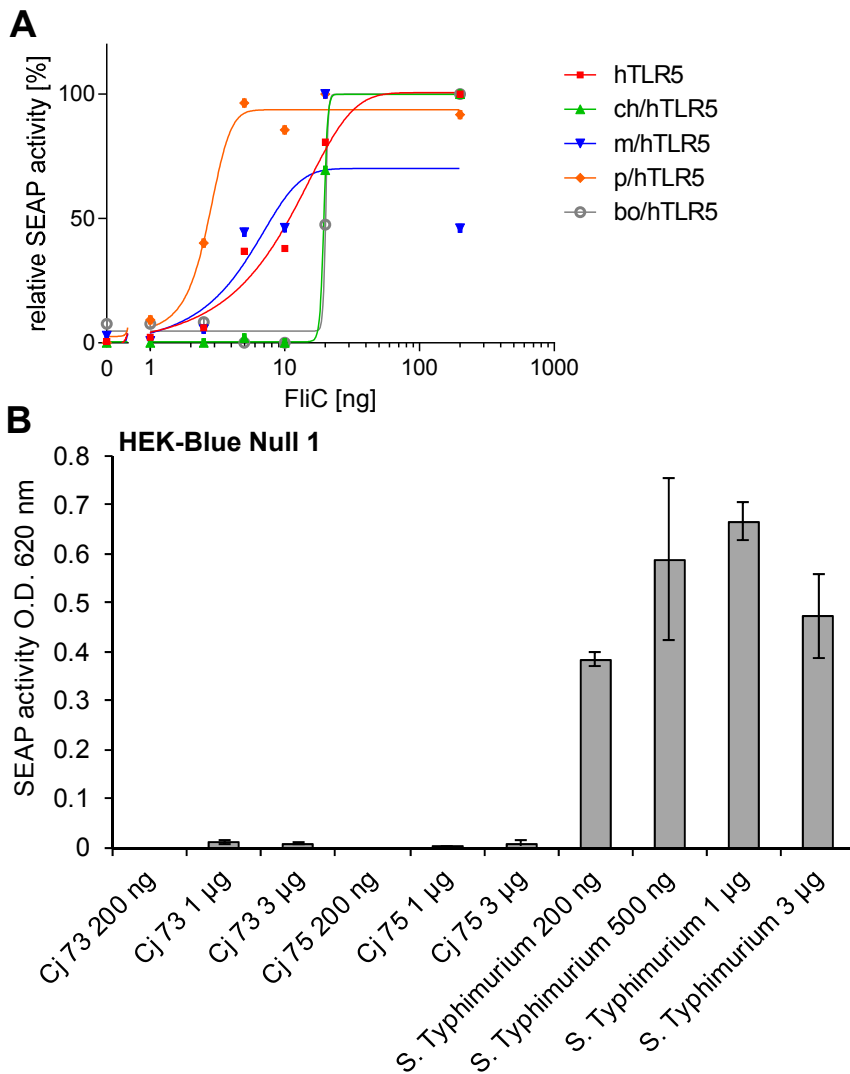 A
relative SEAP activity [%]
100
50
0
0 1 10 100 1000
FliC [ng]
hTLR5
ch/hTLR5
m/hTLR5
p/hTLR5
bo/hTLR5
B
HEK-Blue Null 1
SEAP activity O.D. 620 nm
0.8
0.7
0.6
0.5
0.4
0.3
0.2
0.1
0
Cj 73 200 ng
Cj 73 1 µg
Cj 73 3 µg
Cj 75 200 ng
Cj 75 1 µg
Cj 75 3 µg
S. Typhimurium 200 ng
S. Typhimurium 500 ng
S. Typhimurium 1 µg
S. Typhimurium 3 µg